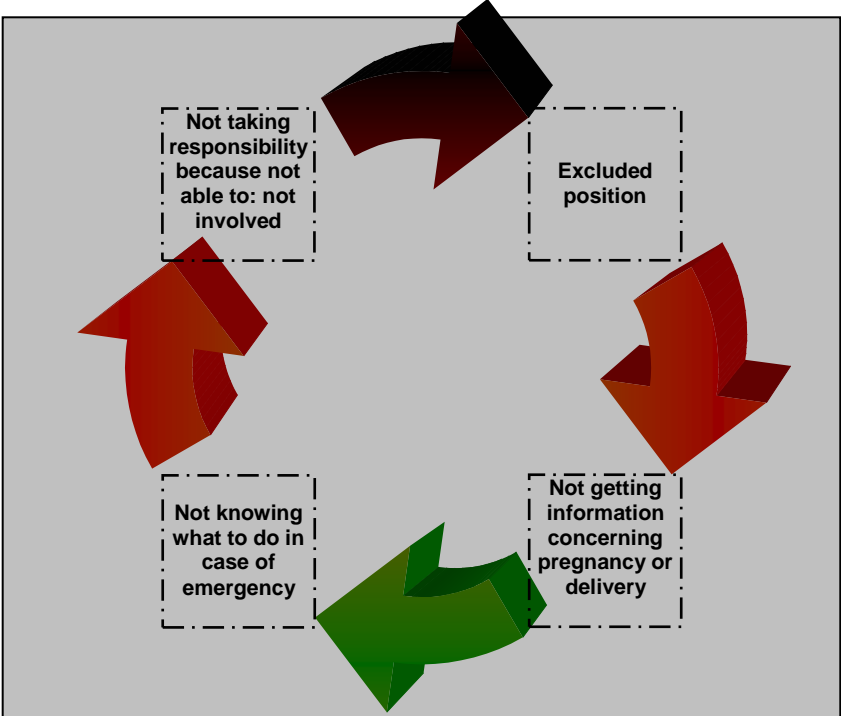 Not taking
responsibility
because not
able to: not
involved
Excluded
position
Not getting
information
concerning
pregnancy or
delivery
Not knowing
what to do in
case of
emergency